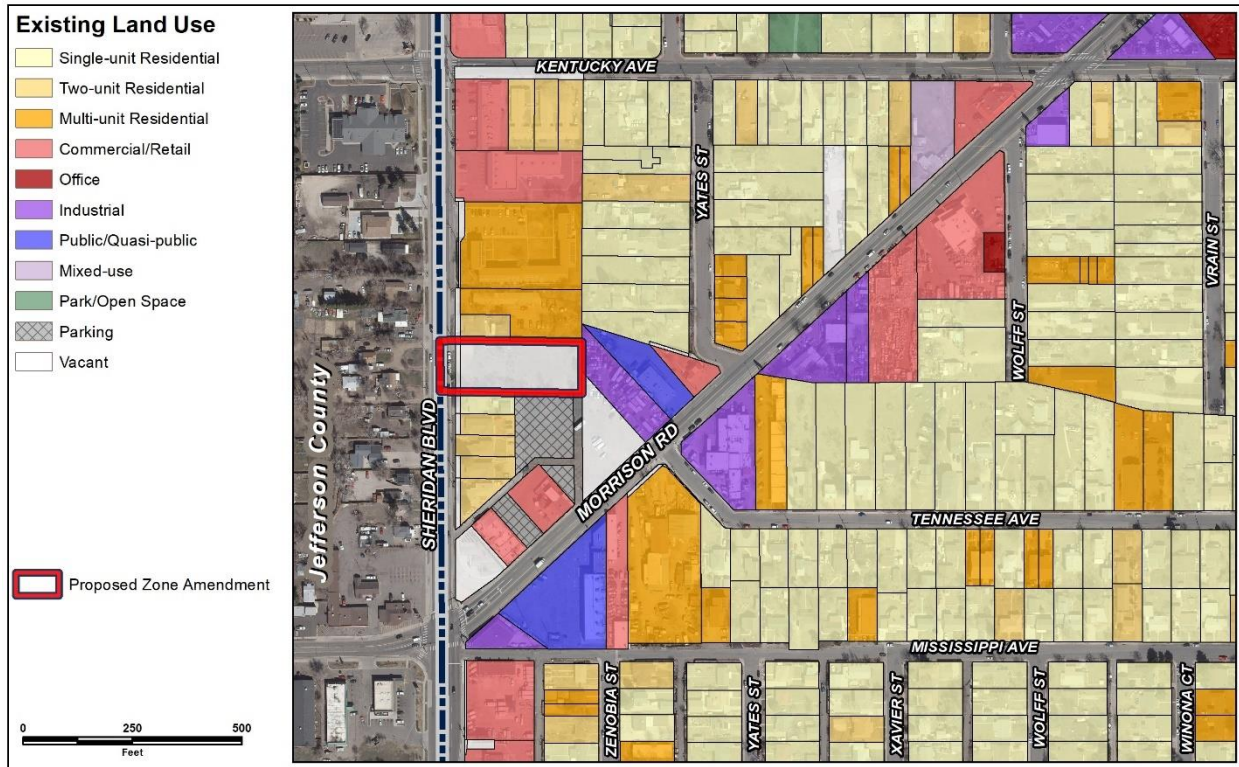 Existing Land Use
Single-unit Residential
Two-unit Residential
Multi-unit Residential
Commercial/Retail
Office
Industrial
Public/Quasi-public
Mixed-use
Park/Open Space
Parking
Vacant
Proposed Zone Amendment
0 250 500
Feet
KENTUCKY AVE
YATES ST
VRAIN ST
WOLFF ST
Jefferson County
SHERIDAN BLVD
MORRISON RD
TENNESSEE AVE
MISSISSIPPI AVE
ZENOBIA ST
YATES ST
XAVIER ST
WOLFF ST
WINONA CT